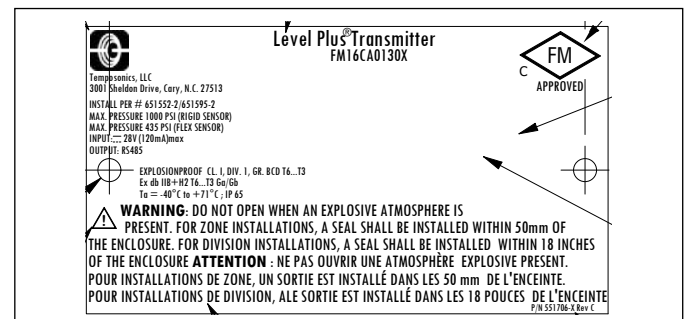 Level Plus® Transmitter
FM16CA0130X
FM
C
APPROVED
Temposonics, LLC
3001 Sheldon Drive, Cary, N.C. 27513
INSTALL PER # 651552-2/651595-2
MAX. PRESSURE 1000 PSI (RIGID SENSOR)
MAX. PRESSURE 435 PSI (FLEX SENSOR)
INPUT: ⎓ 28V (120mA)max
OUTPUT: RS485
EXPLOSIONPROOF CL. I, DIV. 1, GR. BCD T6...T3
Ex db IIB+H2 T6...T3 Ga/Gb
Ta = -40°C to +71°C ; IP 65
WARNING: DO NOT OPEN WHEN AN EXPLOSIVE ATMOSPHERE IS
PRESENT. FOR ZONE INSTALLATIONS, A SEAL SHALL BE INSTALLED WITHIN 50mm OF
THE ENCLOSURE. FOR DIVISION INSTALLATIONS, A SEAL SHALL BE INSTALLED WITHIN 18 INCHES
OF THE ENCLOSURE ATTENTION : NE PAS OUVRIR UNE ATMOSPHÈRE EXPLOSIVE PRESENT.
POUR INSTALLATIONS DE ZONE, UN SORTIE EST INSTALLÉ DANS LES 50 mm DE L'ENCEINTE.
POUR INSTALLATIONS DE DIVISION, ALE SORTIE EST INSTALLÉ DANS LES 18 POUCES DE L'ENCEINTE
P/N 551706-X Rev C